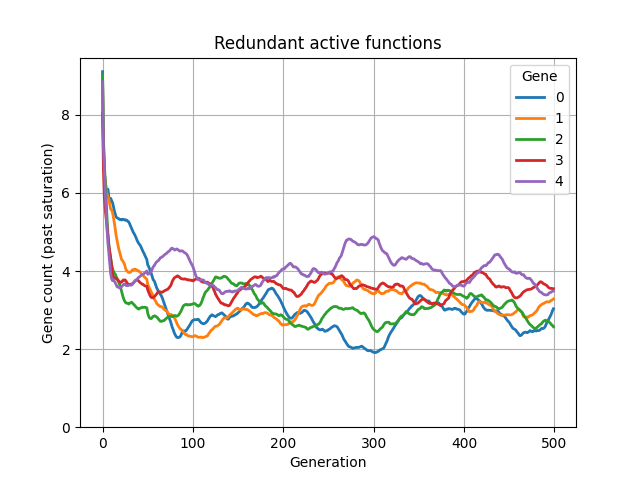 Redundant active functions
Gene
0
1
2
3
4
Gene count (past saturation)
8
6
4
2
0
0 100 200 300 400 500
Generation